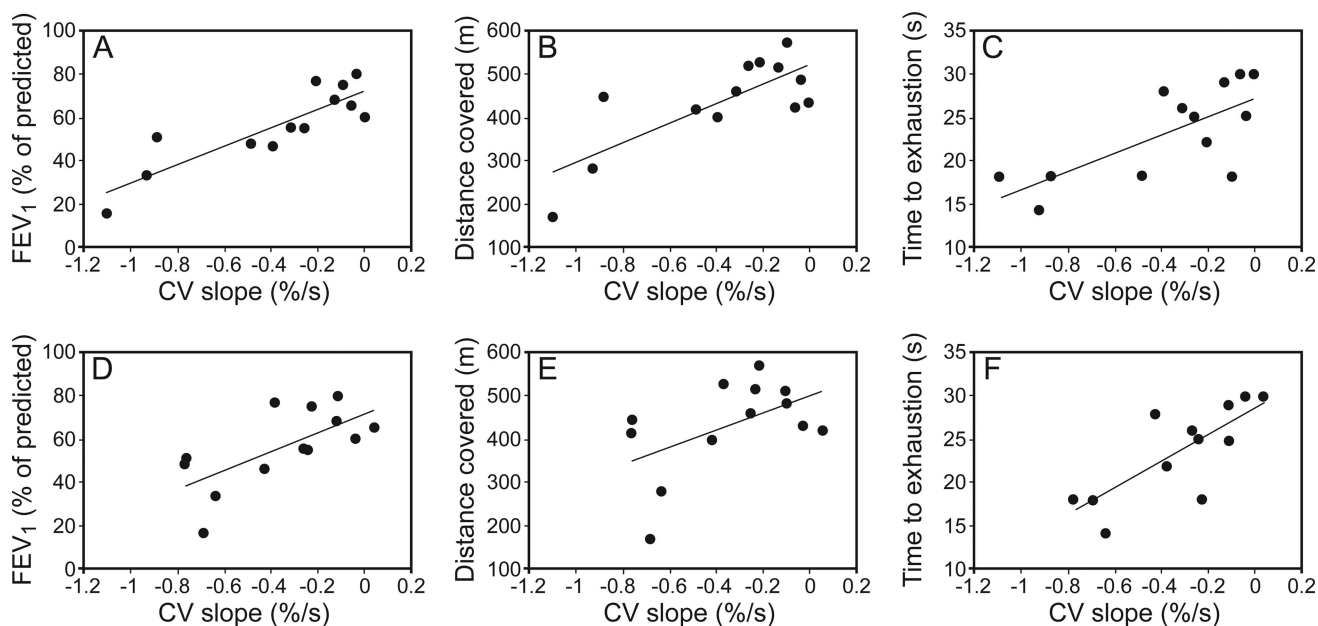 A
FEV1 (% of predicted)
100
80
60
40
20
0
-1.2 -1 -0.8 -0.6 -0.4 -0.2 0 0.2
CV slope (%/s)
B
Distance covered (m)
600
500
400
300
200
100
-1.2 -1 -0.8 -0.6 -0.4 -0.2 0 0.2
CV slope (%/s)
C
Time to exhaustion (s)
35
30
25
20
15
10
-1.2 -1 -0.8 -0.6 -0.4 -0.2 0 0.2
CV slope (%/s)
D
FEV1 (% of predicted)
100
80
60
40
20
0
-1.2 -1 -0.8 -0.6 -0.4 -0.2 0 0.2
CV slope (%/s)
E
Distance covered (m)
600
500
400
300
200
100
-1.2 -1 -0.8 -0.6 -0.4 -0.2 0 0.2
CV slope (%/s)
F
Time to exhaustion (s)
35
30
25
20
15
10
-1.2 -1 -0.8 -0.6 -0.4 -0.2 0 0.2
CV slope (%/s)